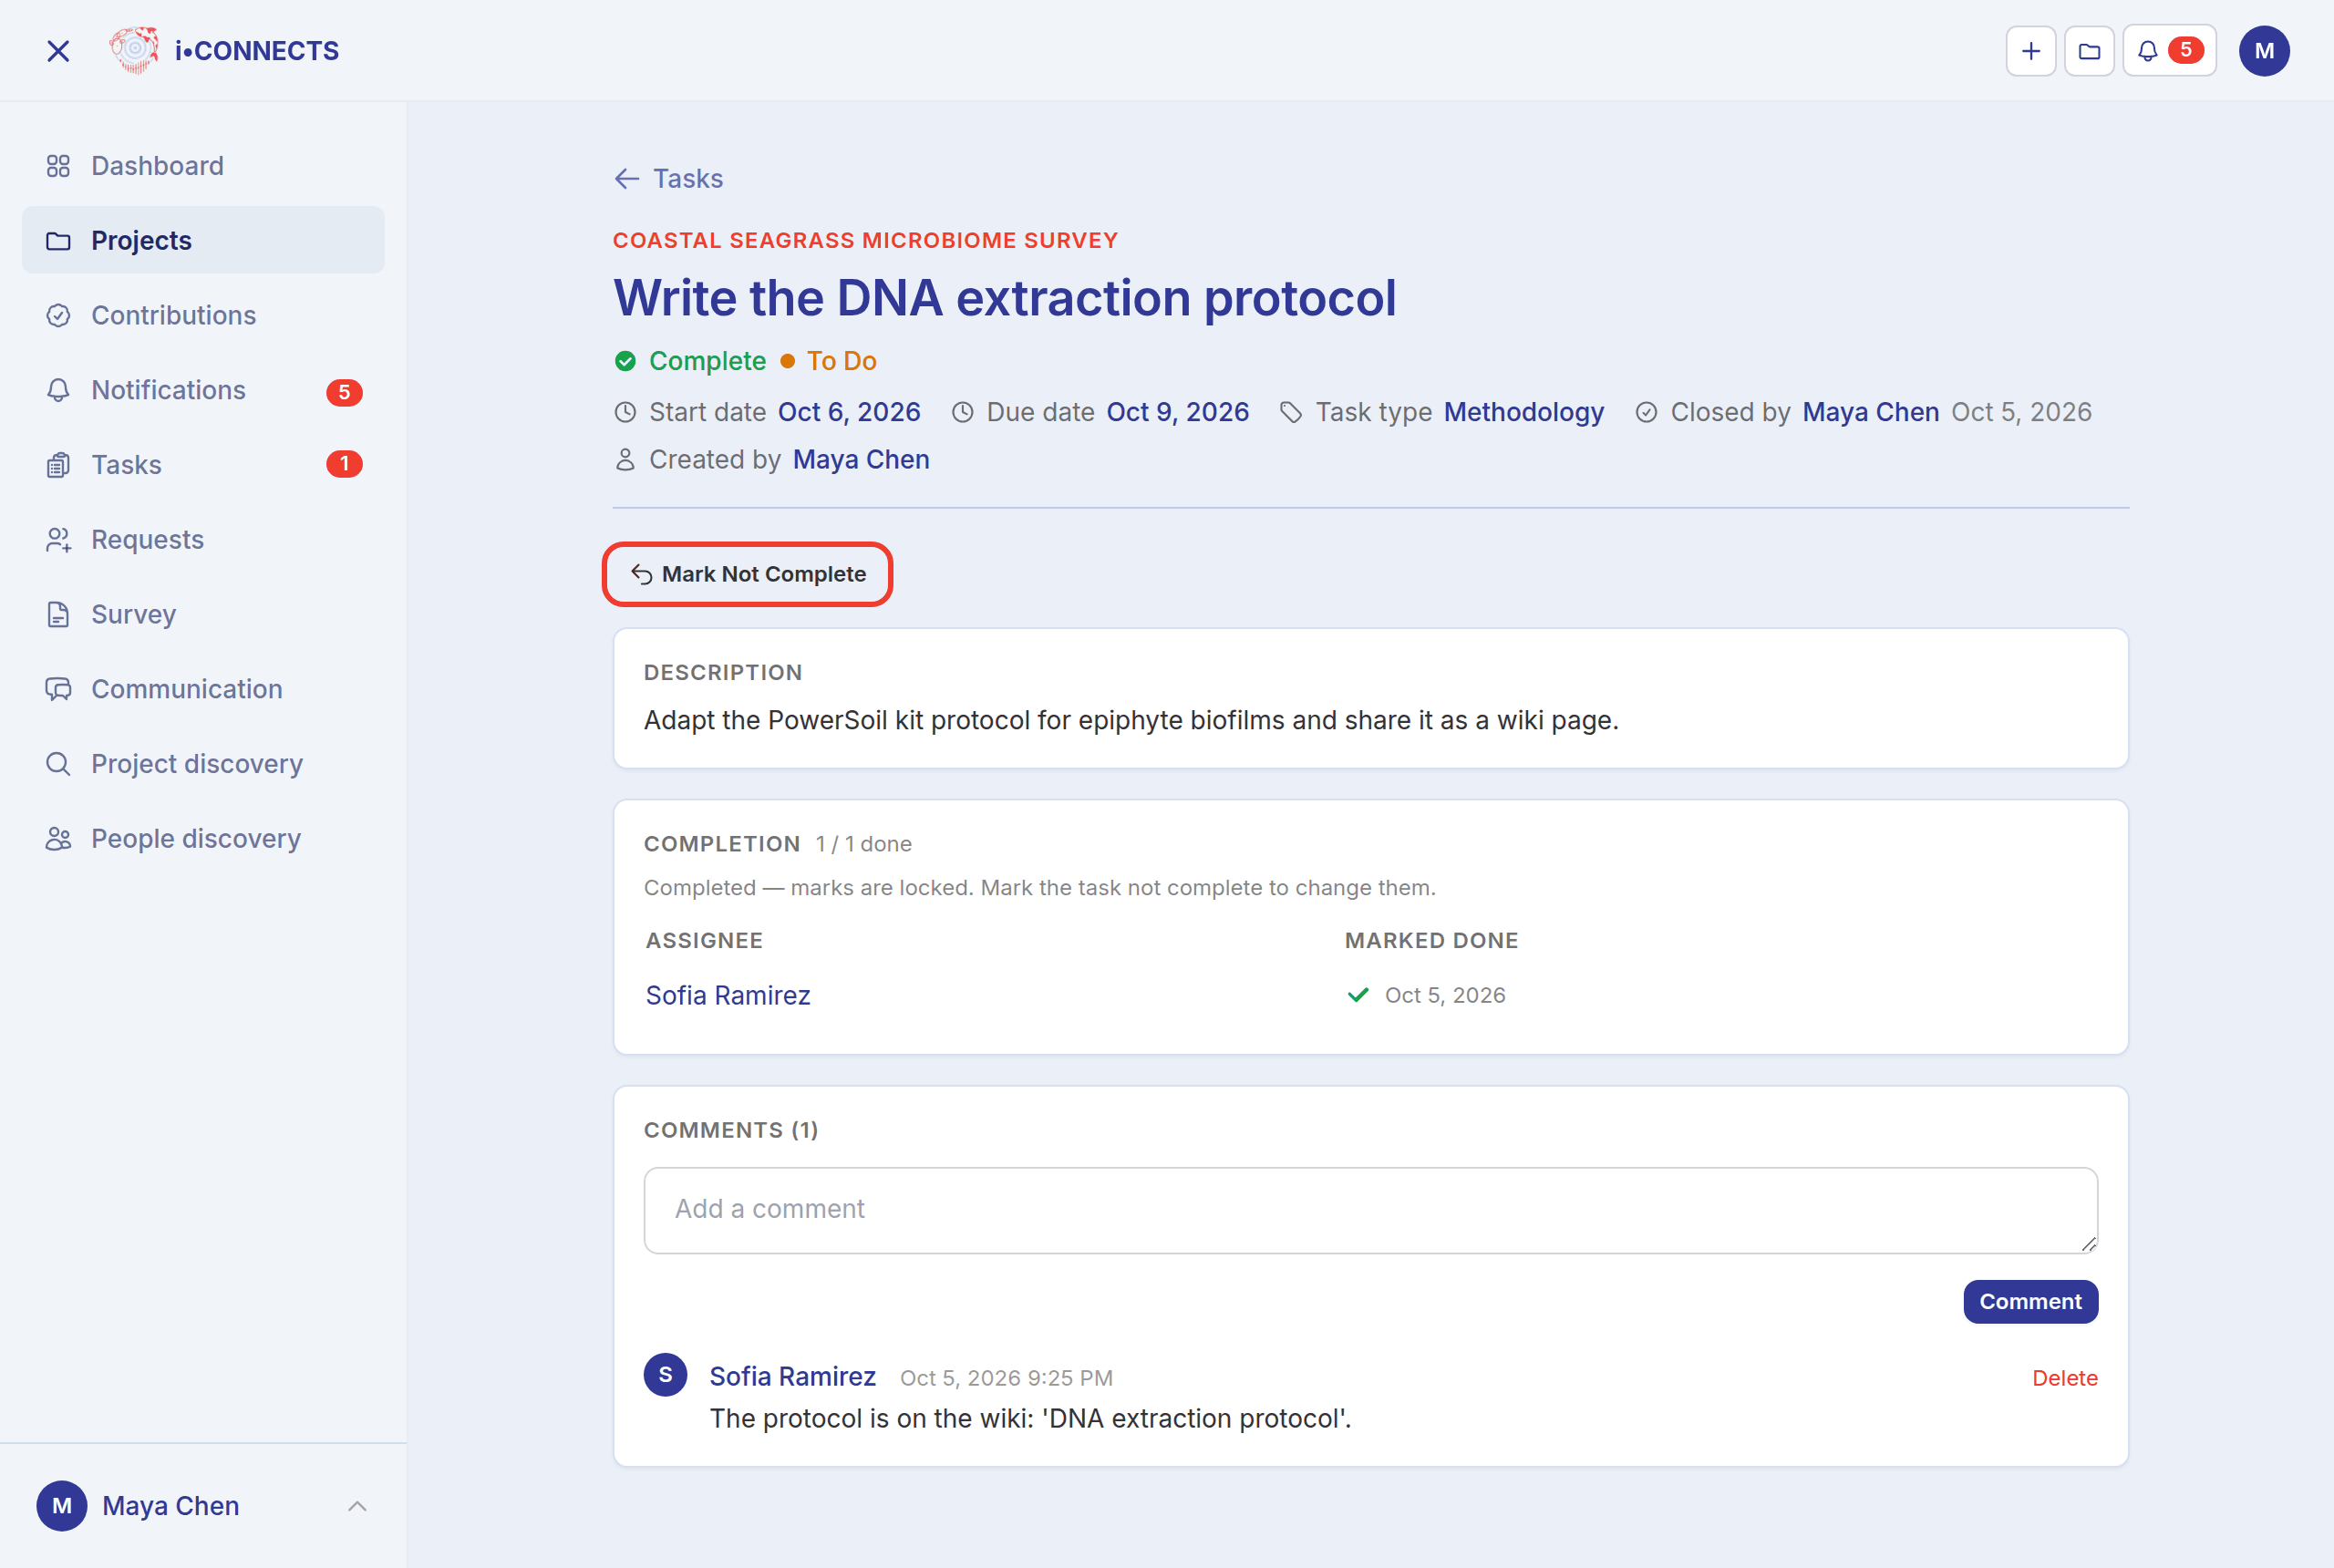 i•CONNECTS
5
M
Dashboard
Projects
Contributions
Notifications 5
Tasks 1
Requests
Survey
Communication
Project discovery
People discovery
M Maya Chen
Tasks
COASTAL SEAGRASS MICROBIOME SURVEY
Write the DNA extraction protocol
Complete To Do
Start date Oct 6, 2026 Due date Oct 9, 2026 Task type Methodology Closed by Maya Chen Oct 5, 2026
Created by Maya Chen
Mark Not Complete
DESCRIPTION
Adapt the PowerSoil kit protocol for epiphyte biofilms and share it as a wiki page.
COMPLETION 1 / 1 done
Completed — marks are locked. Mark the task not complete to change them.
ASSIGNEE MARKED DONE
Sofia Ramirez Oct 5, 2026
COMMENTS (1)
Add a comment
Comment
S Sofia Ramirez Oct 5, 2026 9:25 PM Delete
The protocol is on the wiki: 'DNA extraction protocol'.